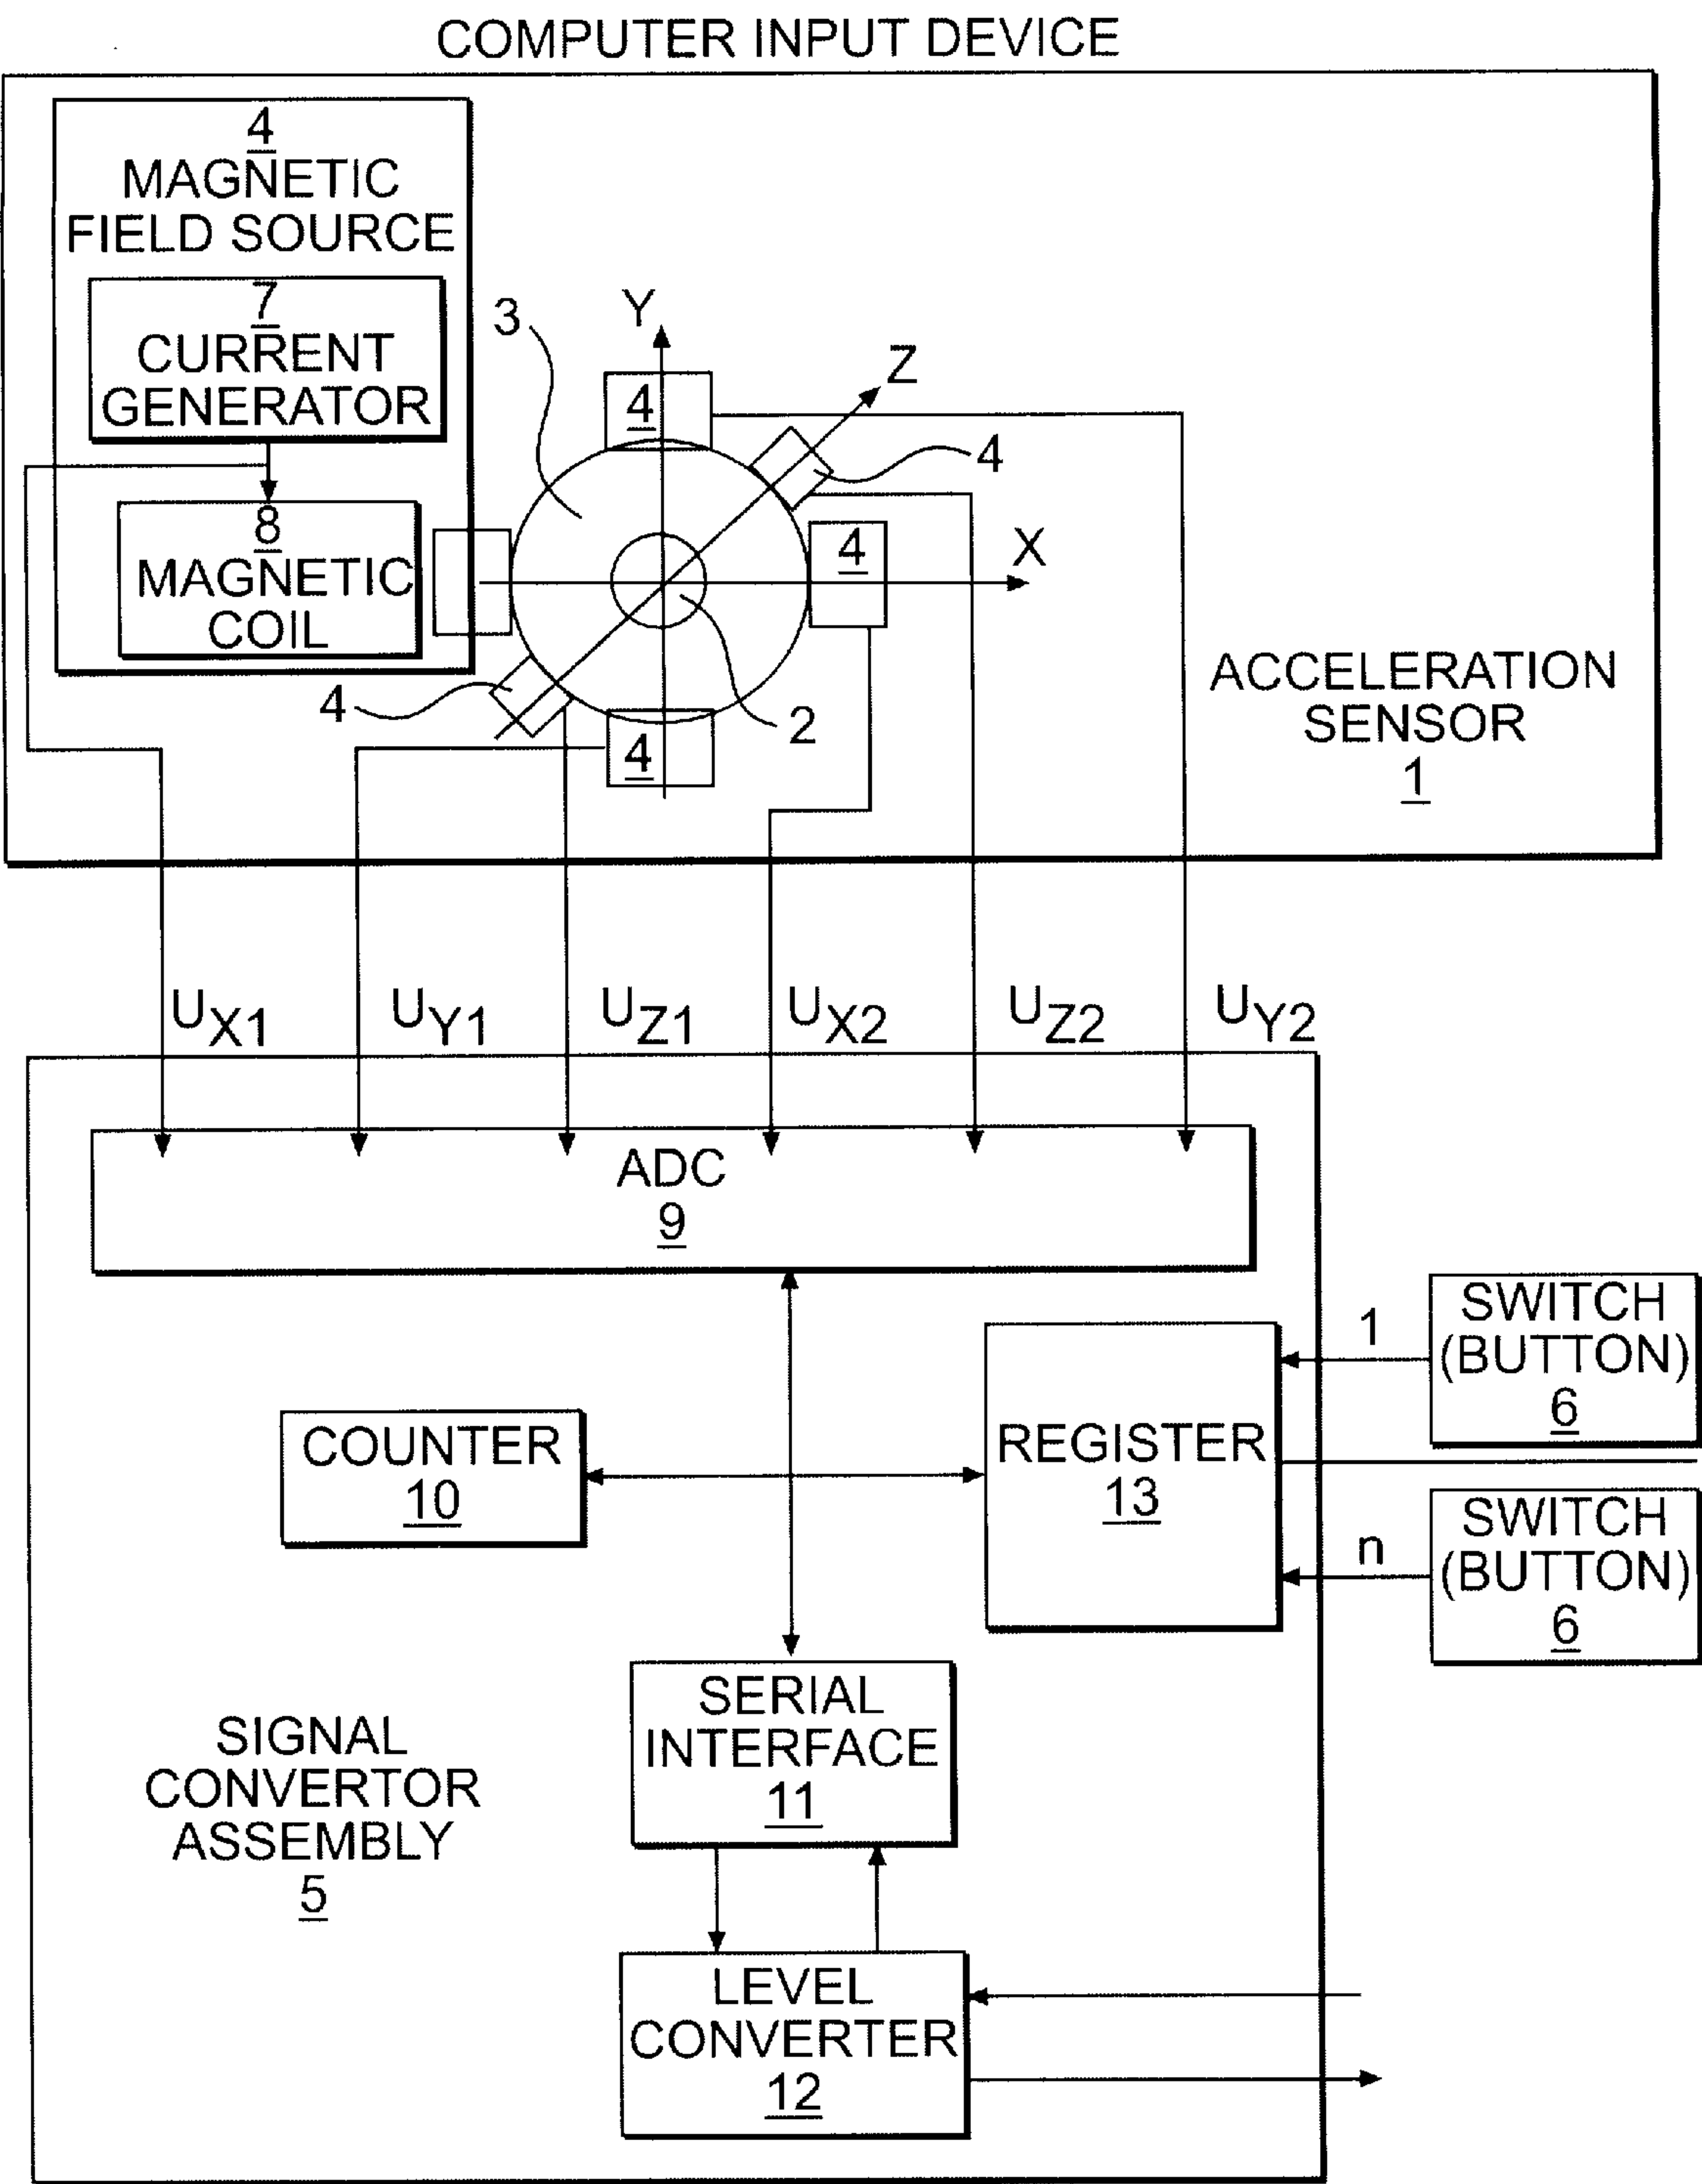 COMPUTER INPUT DEVICE
4
MAGNETIC
FIELD SOURCE
7
CURRENT
GENERATOR
8
MAGNETIC
COIL
3
Y
Z
4
4
X
4
4
2
4
ACCELERATION
SENSOR
1
UX1
UY1
UZ1
UX2
UZ2
UY2
ADC
9
COUNTER
10
REGISTER
13
1
SWITCH
(BUTTON)
6
n
SWITCH
(BUTTON)
6
SERIAL
INTERFACE
11
SIGNAL
CONVERTOR
ASSEMBLY
5
LEVEL
CONVERTER
12